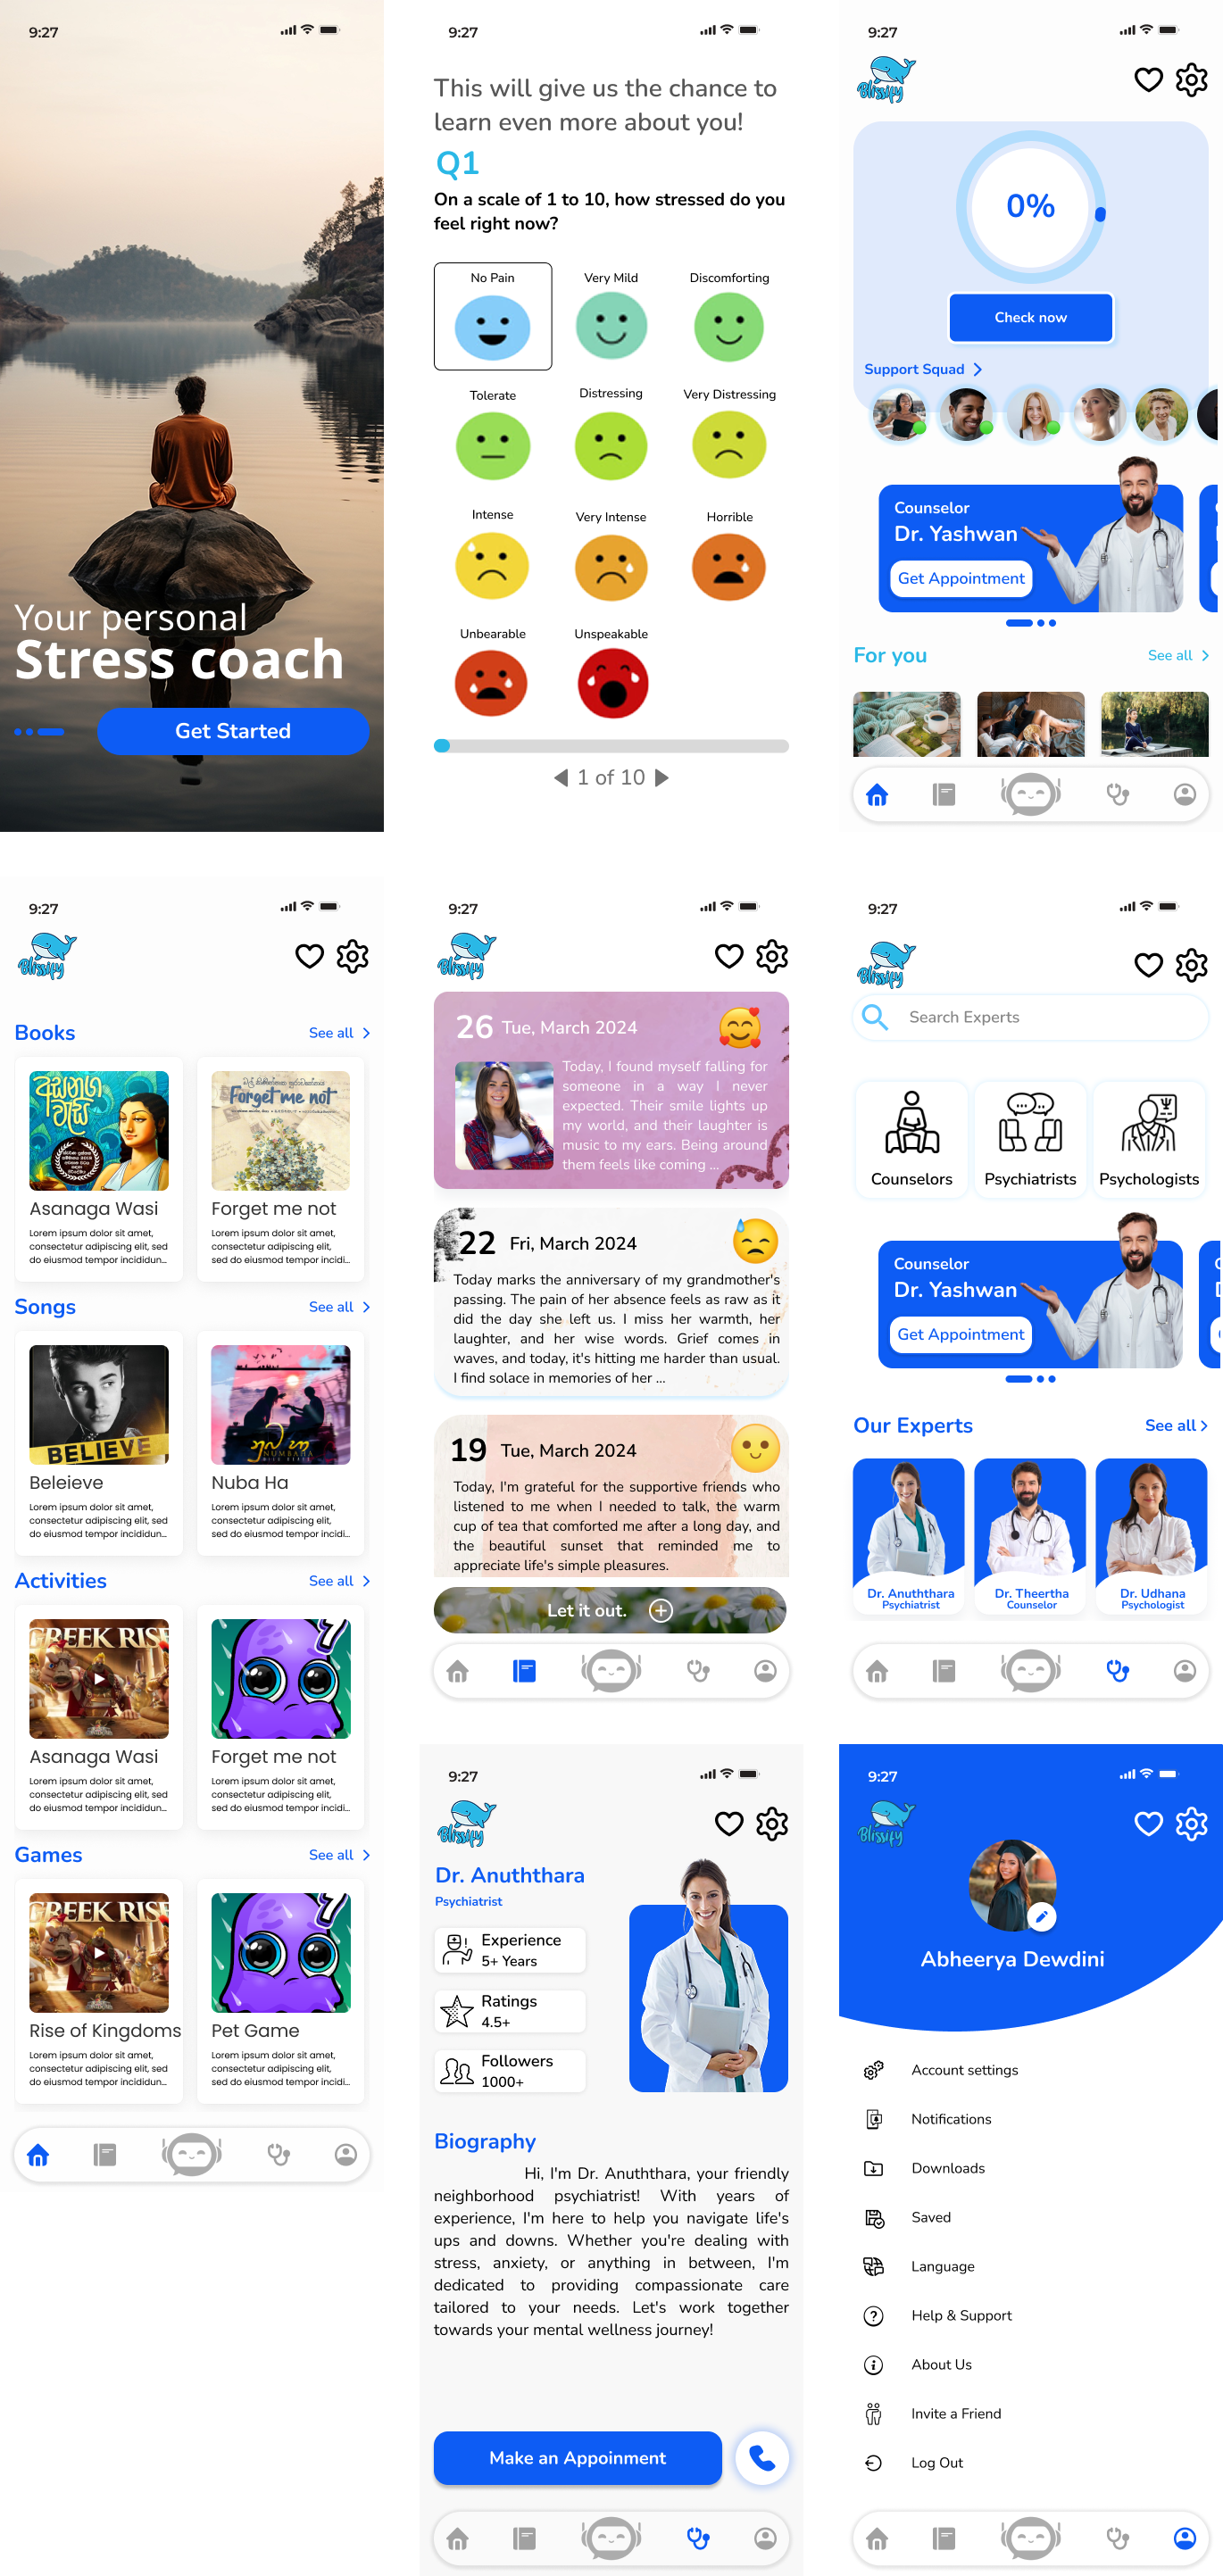 9:27
Your personal
Stress coach
Get Started
9:27
This will give us the chance to
learn even more about you!
Q1
On a scale of 1 to 10, how stressed do you
feel right now?
No Pain
Very Mild
Discomforting
Tolerate
Distressing
Very Distressing
Intense
Very Intense
Horrible
Unbearable
Unspeakable
1 of 10
9:27
Blissify
0%
Check now
Support Squad
Counselor
Dr. Yashwan
Get Appointment
For you
See all
9:27
Blissify
Books
See all
අසනග
වැසි
Forget me not
Asanaga Wasi
Lorem ipsum dolor sit amet,
consectetur adipiscing elit, sed
do eiusmod tempor incididun...
Forget me not
Lorem ipsum dolor sit amet,
consectetur adipiscing elit,
sed do eiusmod tempor incidi...
Songs
See all
BELIEVE
නුඹ හා
NUMBAHA
Beleieve
Lorem ipsum dolor sit amet,
consectetur adipiscing elit, sed
do eiusmod tempor incididun...
Nuba Ha
Lorem ipsum dolor sit amet,
consectetur adipiscing elit,
sed do eiusmod tempor incidi...
Activities
See all
GREEK RISE
7
Asanaga Wasi
Lorem ipsum dolor sit amet,
consectetur adipiscing elit, sed
do eiusmod tempor incididun...
Forget me not
Lorem ipsum dolor sit amet,
consectetur adipiscing elit,
sed do eiusmod tempor incidi...
Games
See all
GREEK RISE
7
Rise of Kingdoms
Lorem ipsum dolor sit amet,
consectetur adipiscing elit, sed
do eiusmod tempor incididun...
Pet Game
Lorem ipsum dolor sit amet,
consectetur adipiscing elit,
sed do eiusmod tempor incidi...
9:27
Blissify
26 Tue, March 2024
Today, I found myself falling for
someone in a way I never
expected. Their smile lights up
my world, and their laughter is
music to my ears. Being around
them feels like coming ...
22 Fri, March 2024
Today marks the anniversary of my grandmother's
passing. The pain of her absence feels as raw as it
did the day she left us. I miss her warmth, her
laughter, and her wise words. Grief comes in
waves, and today, it's hitting me harder than usual.
I find solace in memories of her ...
19 Tue, March 2024
Today, I'm grateful for the supportive friends who
listened to me when I needed to talk, the warm
cup of tea that comforted me after a long day, and
the beautiful sunset that reminded me to
appreciate life's simple pleasures.
Let it out.
9:27
Blissify
Search Experts
Counselors
Psychiatrists
Psychologists
Counselor
Dr. Yashwan
Get Appointment
Our Experts
See all
Dr. Anuththara
Psychiatrist
Dr. Theertha
Counselor
Dr. Udhana
Psychologist
9:27
Blissify
Dr. Anuththara
Psychiatrist
Experience
5+ Years
Ratings
4.5+
Followers
1000+
Biography
Hi, I'm Dr. Anuththara, your friendly
neighborhood psychiatrist! With years of
experience, I'm here to help you navigate life's
ups and downs. Whether you're dealing with
stress, anxiety, or anything in between, I'm
dedicated to providing compassionate care
tailored to your needs. Let's work together
towards your mental wellness journey!
Make an Appoinment
9:27
Blissify
Abheerya Dewdini
Account settings
Notifications
Downloads
Saved
Language
Help & Support
About Us
Invite a Friend
Log Out